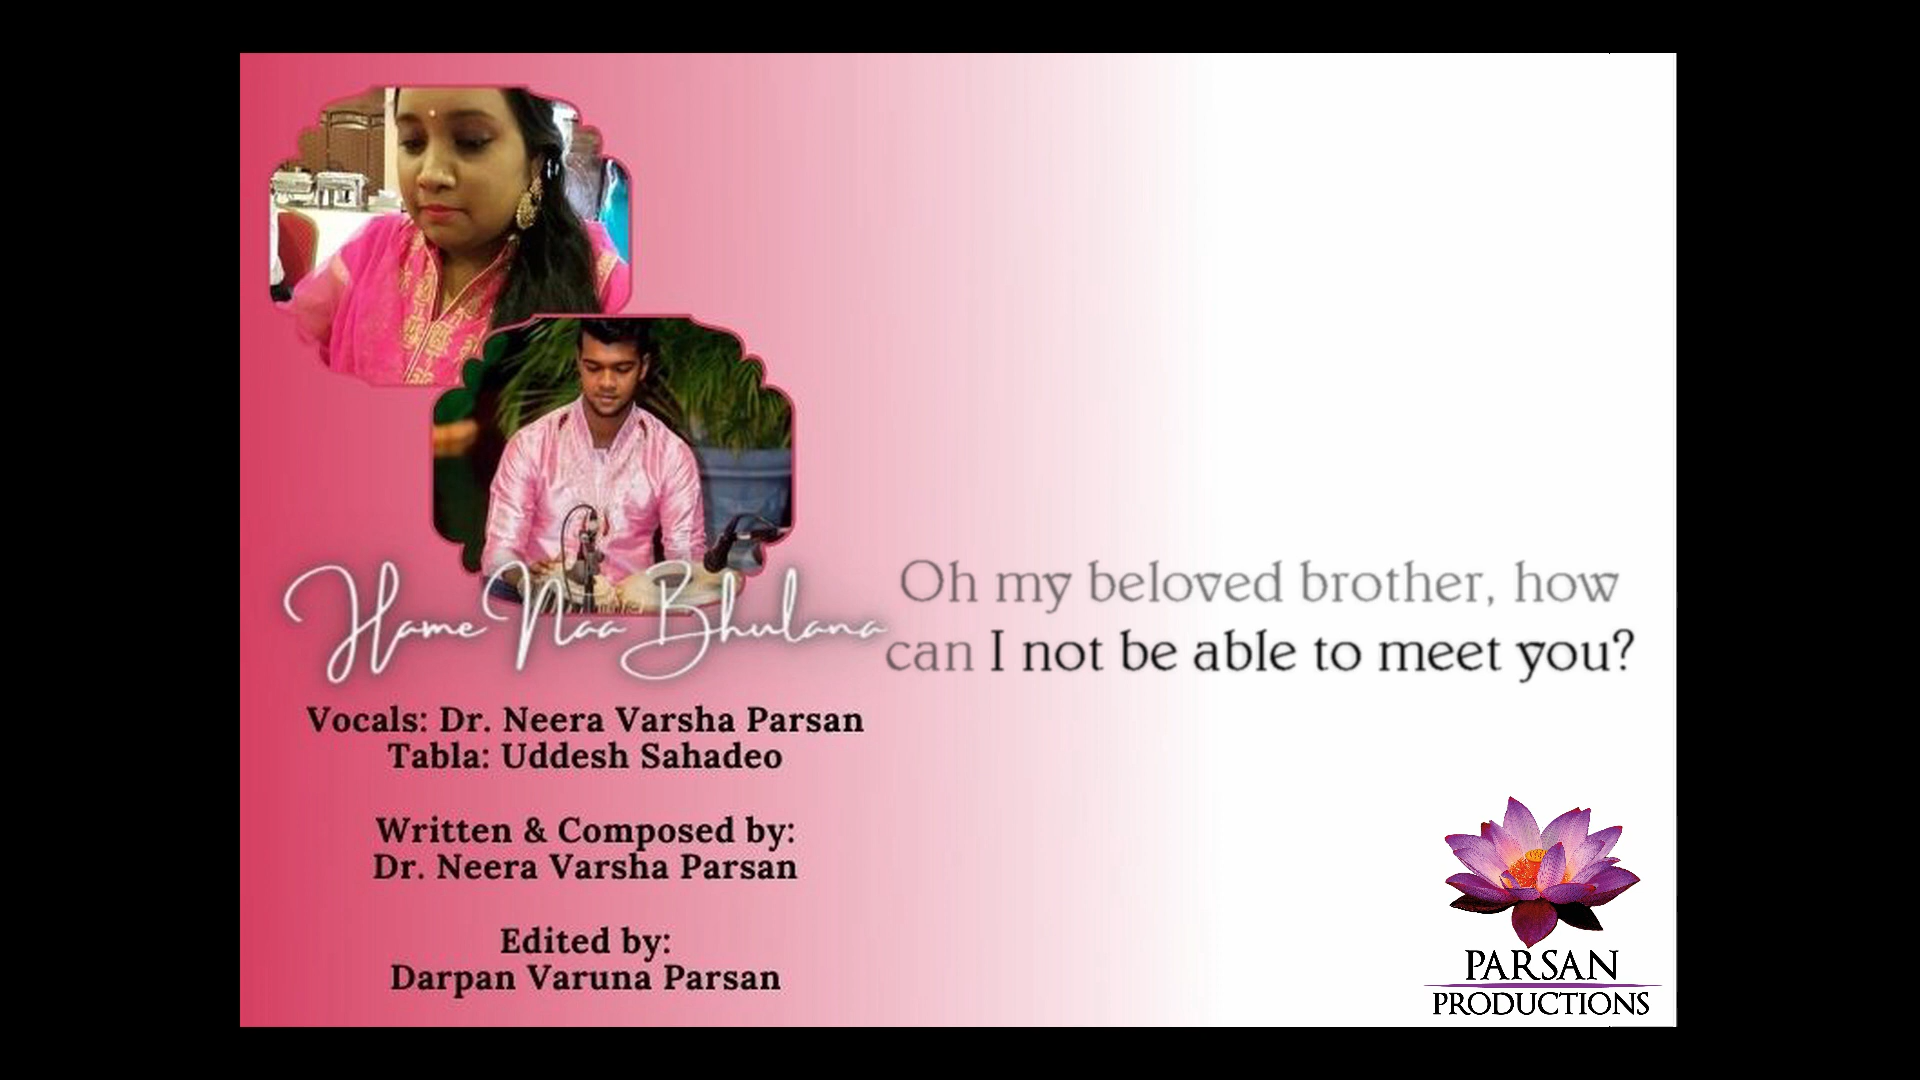 Hame Naa Bhulana
Vocals: Dr. Neera Varsha Parsan
Tabla: Uddesh Sahadeo
Written & Composed by:
Dr. Neera Varsha Parsan
Edited by:
Darpan Varuna Parsan
Oh my beloved brother, how
can I not be able to meet you?
PARSAN
PRODUCTIONS